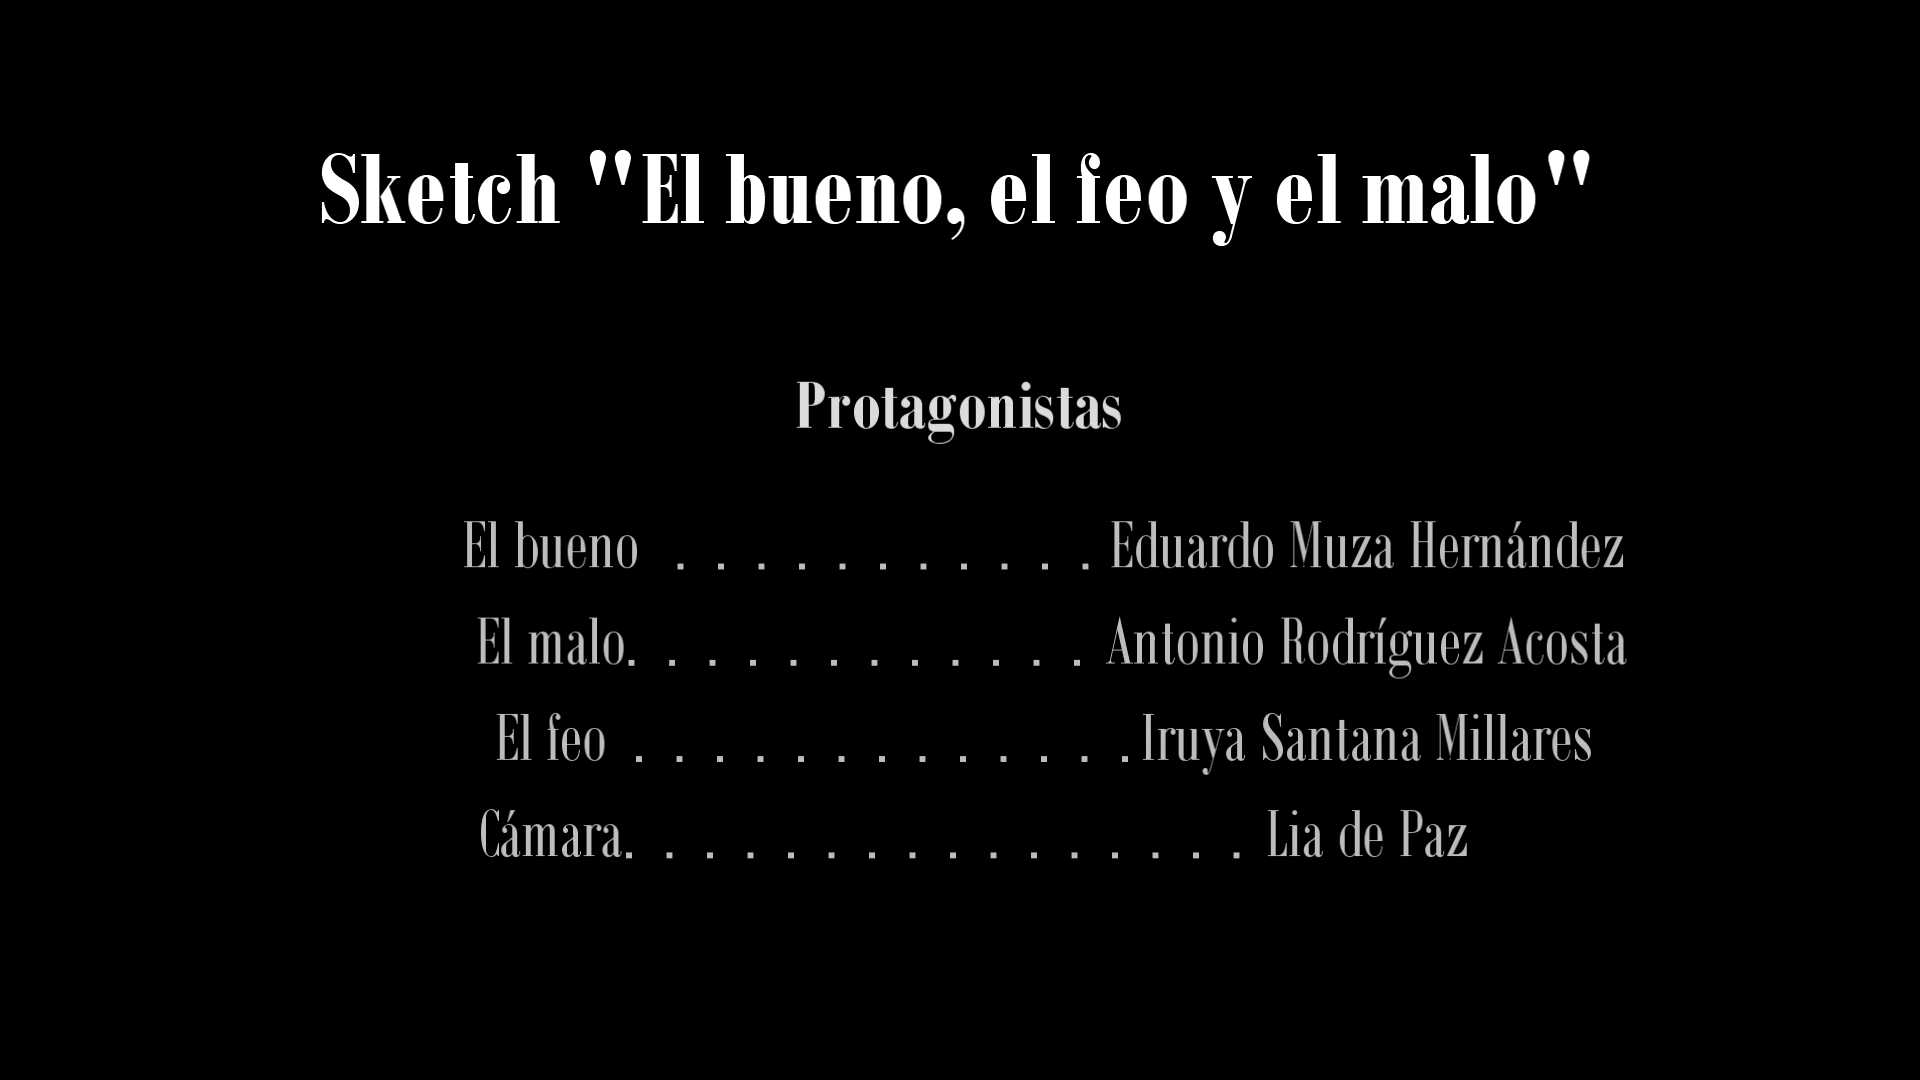 Sketch "El bueno, el feo y el malo"
Protagonistas
El bueno . . . . . . . . . . . Eduardo Muza Hernández
El malo. . . . . . . . . . . . Antonio Rodríguez Acosta
El feo . . . . . . . . . . . . . Iruya Santana Millares
Cámara. . . . . . . . . . . . . . . . Lia de Paz